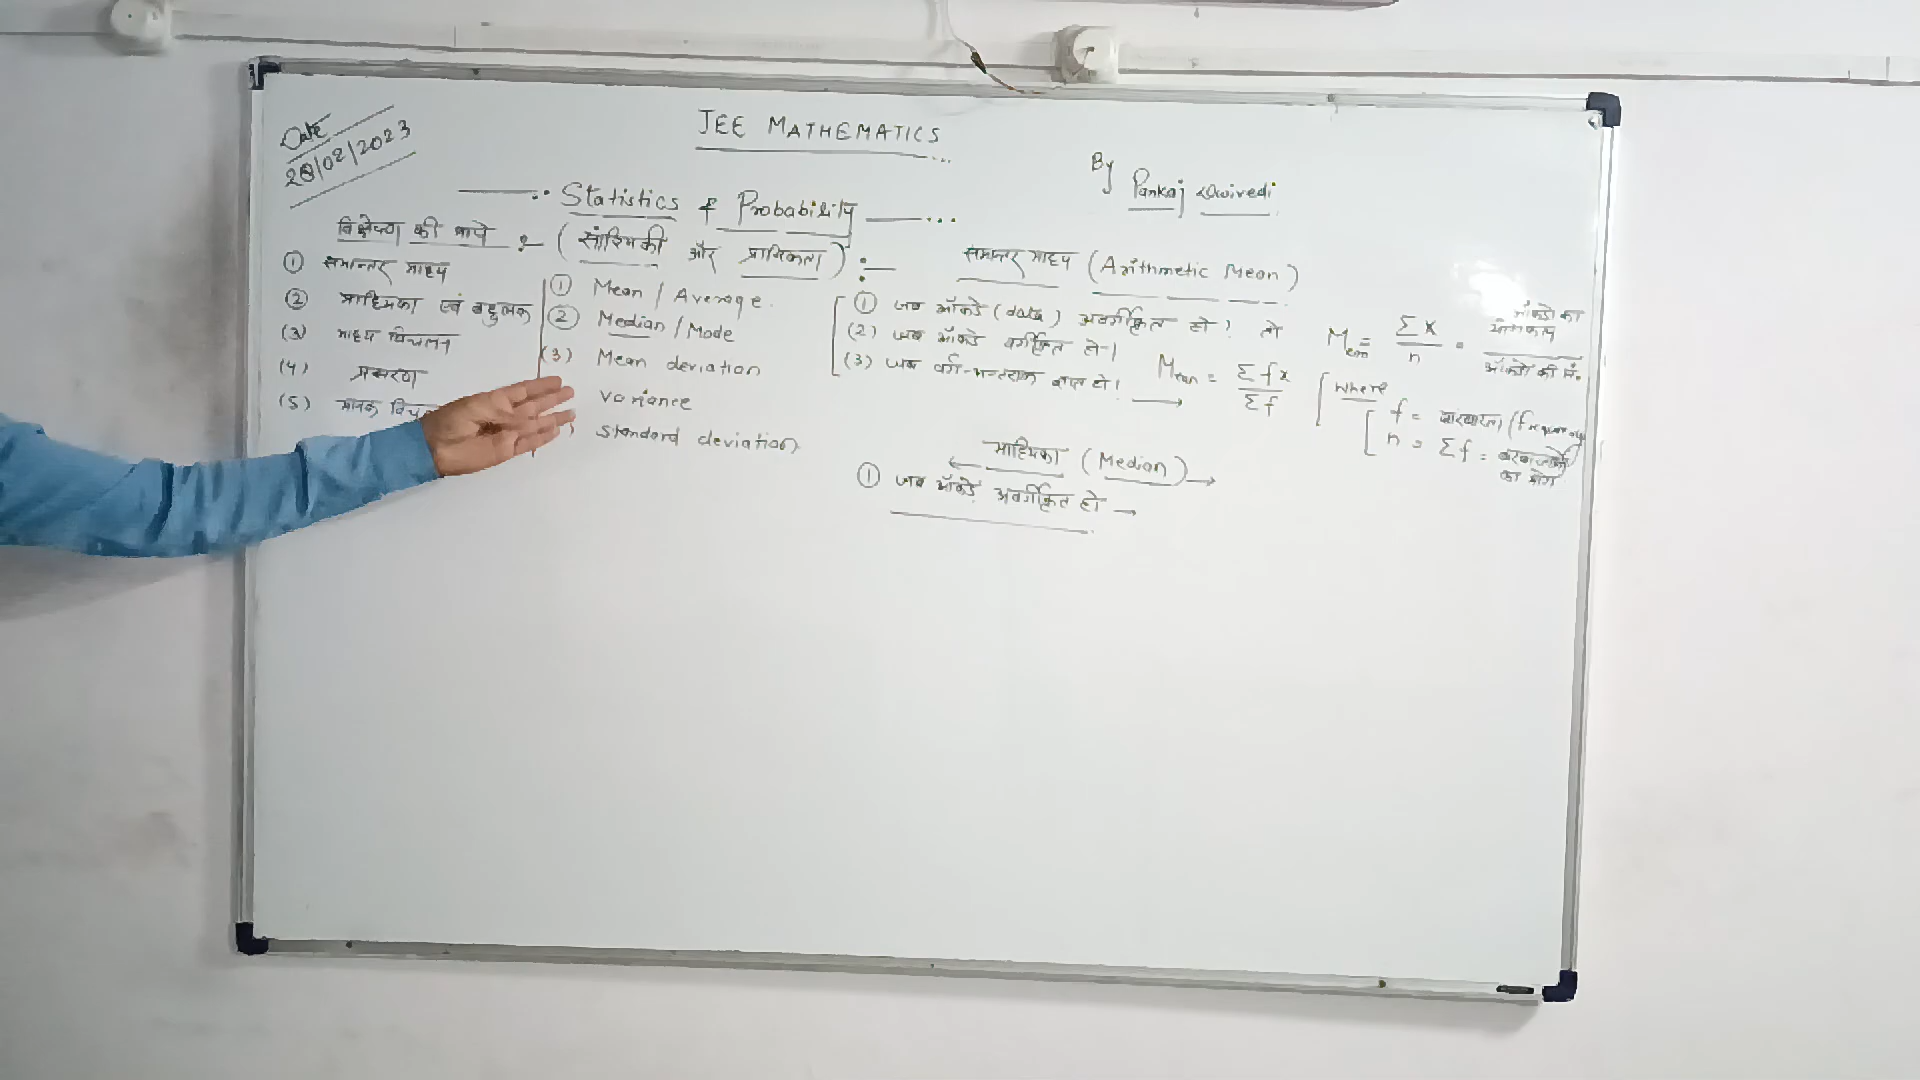 Date
28/02/2023
JEE MATHEMATICS
By Pankaj Dwivedi
Statistics & Probability
(सांख्यिकी और प्रायिकता) :-
विक्षेपण की मापे :-
① समान्तर माध्य
② माध्यिका एवं बहुलक
(3) माध्य विचलन
(4) प्रसरण
(5) मानक
① Mean / Average.
② Median / Mode
(3) Mean deviation
variance
standard deviation
समान्तर माध्य (Arithmetic Mean)
① जब आँकडे (data) अवर्गीकृत हो! तो Mean = Σx/n = आँकडो का योगफल / आँकडो की सं.
(2) जब आँकडे वर्गीकृत हो।
(3) जब वर्ग-अन्तराल ज्ञात हो! → Mean = Σfx/Σf [where
f = बारम्बारता / (frequency
n = Σf = बारम्बारताओं का योग
माध्यिका (Median) →
① जब आँकडे अवर्गीकृत हो →